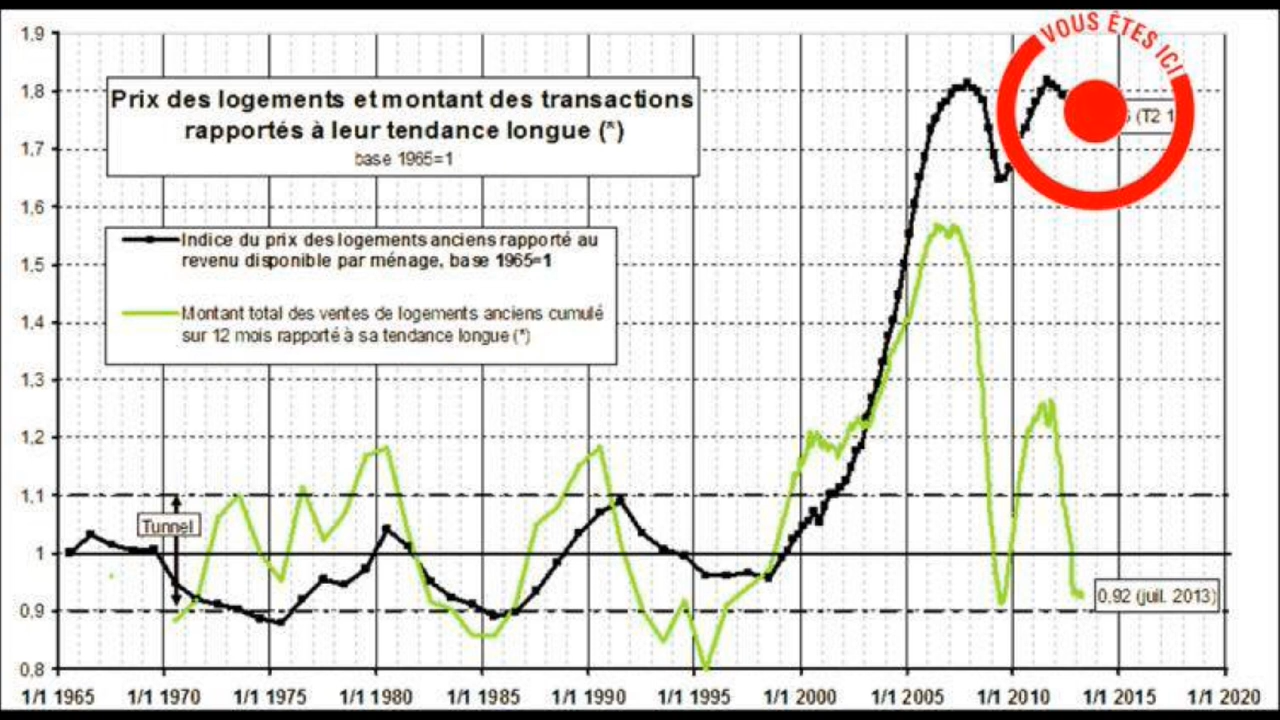 VOUS ÊTES ICI
Prix des logements et montant des transactions
rapportés à leur tendance longue (*)
base 1965=1
Indice du prix des logements anciens rapporté au
revenu disponible par ménage, base 1965=1
Montant total des ventes de logements anciens cumulé
sur 12 mois rapporté à sa tendance longue (*)
Tunnel
(T2 1
0,92 (juil. 2013)
1,9
1,8
1,7
1,6
1,5
1,4
1,3
1,2
1,1
1
0,9
0,8
1/1 1965 1/1 1970 1/1 1975 1/1 1980 1/1 1985 1/1 1990 1/1 1995 1/1 2000 1/1 2005 1/1 2010 1/1 2015 1/1 2020